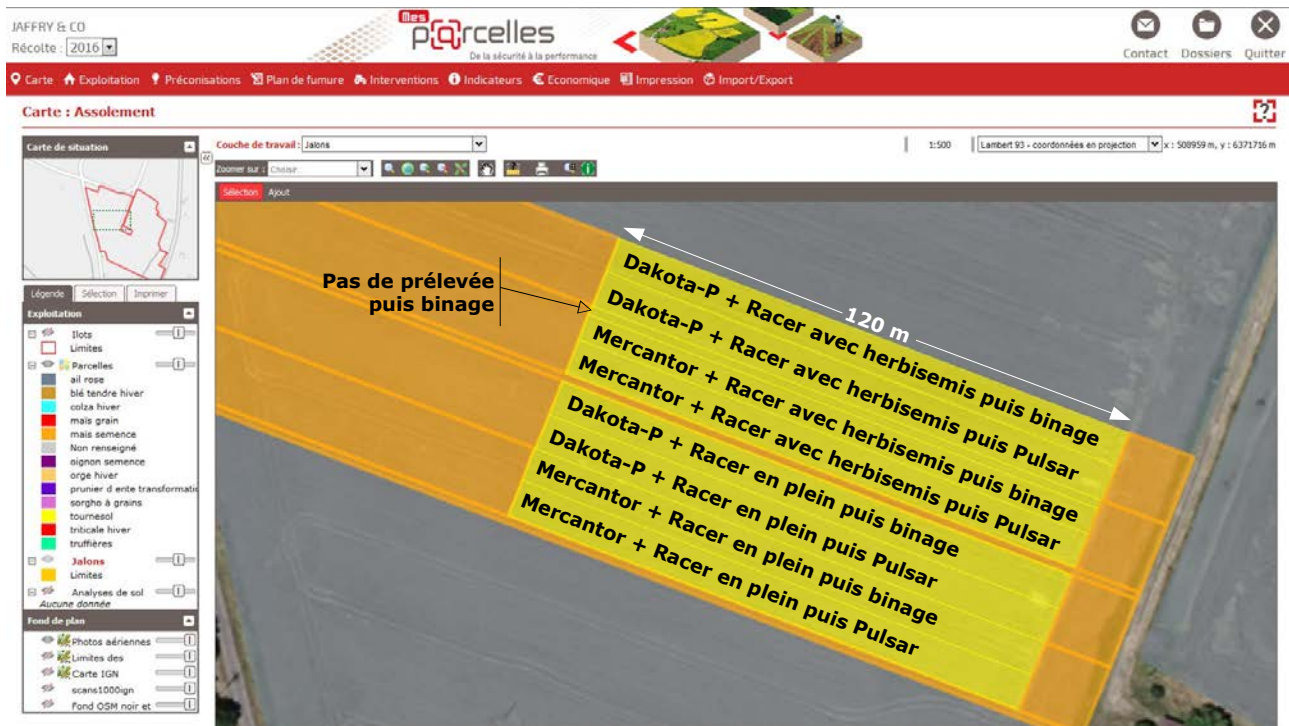 JAFFRY & CO
Récolte : 2016
Mes
parcelles
De la sécurité à la performance
Contact Dossiers Quitter
Carte Exploitation Préconisations Plan de fumure Interventions Indicateurs Economique Impression Import/Export
Carte : Assolement
Carte de situation
Couche de travail : Jalons
1:500 Lambert 93 - coordonnées en projection x : 508959 m, y : 6371716 m
Zoomer sur : Choisir
Sélection Ajout
Légende Sélection Imprimer
Exploitation
Ilots
Limites
Parcelles
ail rose
blé tendre hiver
colza hiver
maïs grain
mais semence
Non renseigné
oignon semence
orge hiver
prunier d ente transformati
sorgho à grains
tournesol
triticale hiver
truffières
Jalons
Limites
Analyses de sol
Aucune donnée
Fond de plan
Photos aériennes
Limites des
Carte IGN
scans1000ign
Fond OSM noir et
Pas de prélevée
puis binage
120 m
Dakota-P + Racer avec herbisemis puis binage
Dakota-P + Racer avec herbisemis puis Pulsar
Mercantor + Racer avec herbisemis puis binage
Mercantor + Racer avec herbisemis puis Pulsar
Dakota-P + Racer en plein puis binage
Dakota-P + Racer en plein puis Pulsar
Mercantor + Racer en plein puis binage
Mercantor + Racer en plein puis Pulsar